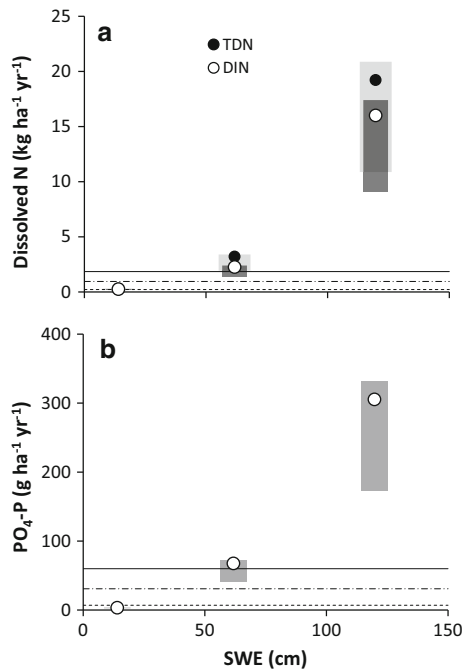 a
TDN
DIN
25
20
15
10
5
0
Dissolved N (kg ha⁻¹ yr⁻¹)
b
400
300
200
100
0
PO₄-P (g ha⁻¹ yr⁻¹)
0 50 100 150
SWE (cm)